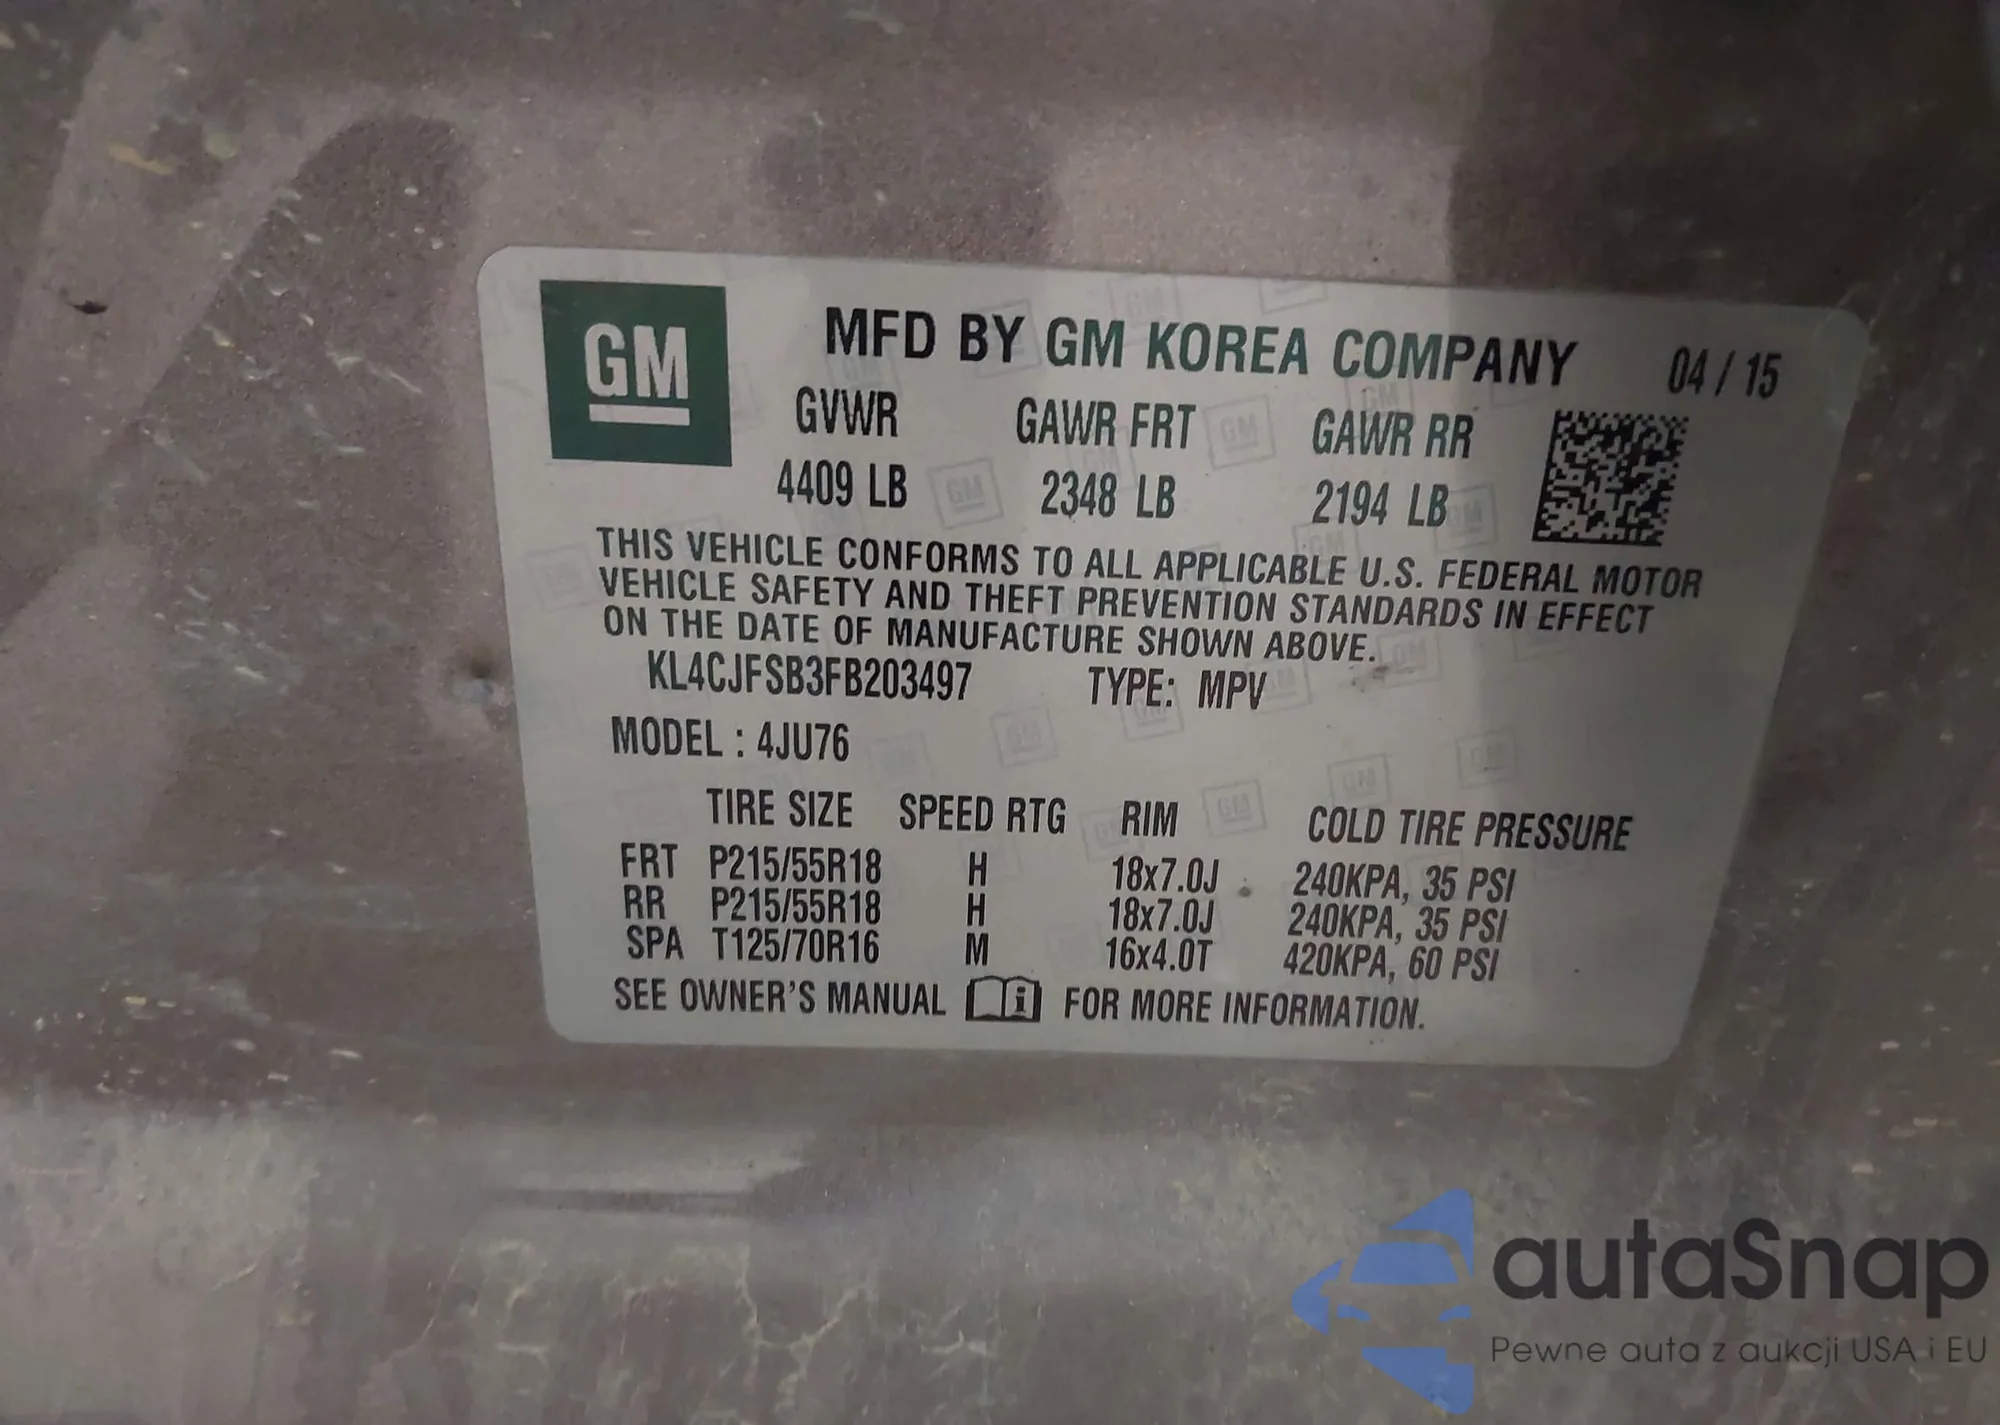 GM
MFD BY GM KOREA COMPANY 04 / 15
GVWR GAWR FRT GAWR RR
4409 LB 2348 LB 2194 LB
THIS VEHICLE CONFORMS TO ALL APPLICABLE U.S. FEDERAL MOTOR
VEHICLE SAFETY AND THEFT PREVENTION STANDARDS IN EFFECT
ON THE DATE OF MANUFACTURE SHOWN ABOVE.
KL4CJFSB3FB203497 TYPE: MPV
MODEL : 4JU76
TIRE SIZE SPEED RTG RIM COLD TIRE PRESSURE
FRT P215/55R18 H 18x7.0J 240KPA, 35 PSI
RR P215/55R18 H 18x7.0J 240KPA, 35 PSI
SPA T125/70R16 M 16x4.0T 420KPA, 60 PSI
SEE OWNER'S MANUAL i FOR MORE INFORMATION.
autaSnap
Pewne auta z aukcji USA i EU